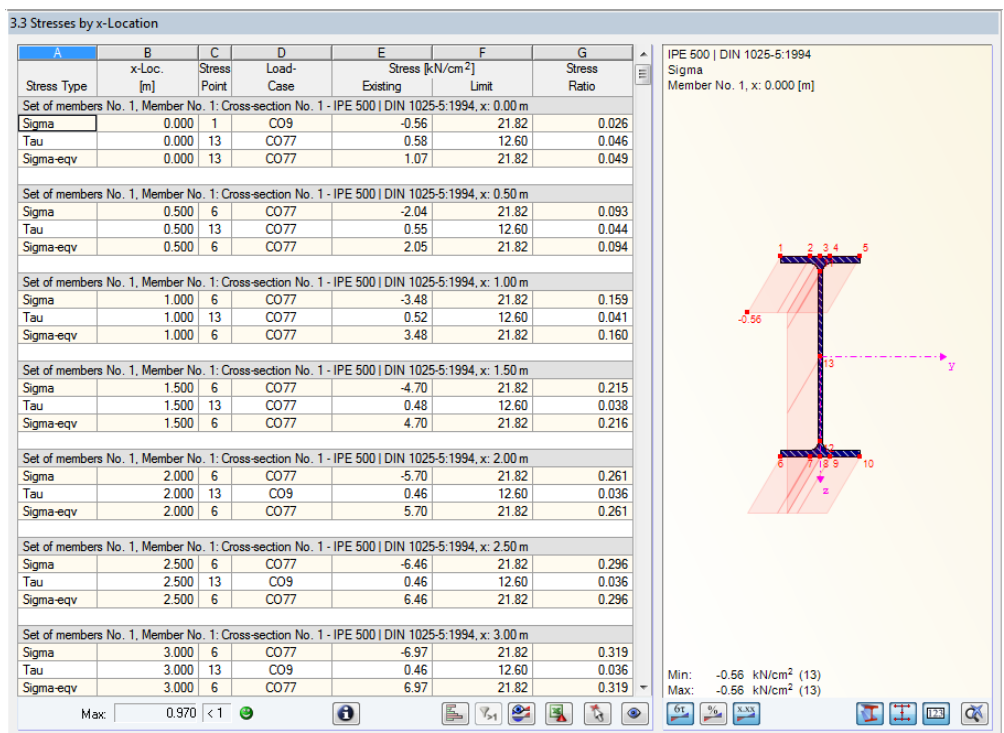 3.3 Stresses by x-Location
A B C D E F G
x-Loc. Stress Load- Stress [kN/cm²] Stress
Stress Type [m] Point Case Existing Limit Ratio
Set of members No. 1, Member No. 1: Cross-section No. 1 - IPE 500 | DIN 1025-5:1994, x: 0.00 m
Sigma 0.000 1 CO9 -0.56 21.82 0.026
Tau 0.000 13 CO77 0.58 12.60 0.046
Sigma-eqv 0.000 13 CO77 1.07 21.82 0.049
Set of members No. 1, Member No. 1: Cross-section No. 1 - IPE 500 | DIN 1025-5:1994, x: 0.50 m
Sigma 0.500 6 CO77 -2.04 21.82 0.093
Tau 0.500 13 CO77 0.55 12.60 0.044
Sigma-eqv 0.500 6 CO77 2.05 21.82 0.094
Set of members No. 1, Member No. 1: Cross-section No. 1 - IPE 500 | DIN 1025-5:1994, x: 1.00 m
Sigma 1.000 6 CO77 -3.48 21.82 0.159
Tau 1.000 13 CO77 0.52 12.60 0.041
Sigma-eqv 1.000 6 CO77 3.48 21.82 0.160
Set of members No. 1, Member No. 1: Cross-section No. 1 - IPE 500 | DIN 1025-5:1994, x: 1.50 m
Sigma 1.500 6 CO77 -4.70 21.82 0.215
Tau 1.500 13 CO77 0.48 12.60 0.038
Sigma-eqv 1.500 6 CO77 4.70 21.82 0.216
Set of members No. 1, Member No. 1: Cross-section No. 1 - IPE 500 | DIN 1025-5:1994, x: 2.00 m
Sigma 2.000 6 CO77 -5.70 21.82 0.261
Tau 2.000 13 CO9 0.46 12.60 0.036
Sigma-eqv 2.000 6 CO77 5.70 21.82 0.261
Set of members No. 1, Member No. 1: Cross-section No. 1 - IPE 500 | DIN 1025-5:1994, x: 2.50 m
Sigma 2.500 6 CO77 -6.46 21.82 0.296
Tau 2.500 13 CO9 0.46 12.60 0.036
Sigma-eqv 2.500 6 CO77 6.46 21.82 0.296
Set of members No. 1, Member No. 1: Cross-section No. 1 - IPE 500 | DIN 1025-5:1994, x: 3.00 m
Sigma 3.000 6 CO77 -6.97 21.82 0.319
Tau 3.000 13 CO9 0.46 12.60 0.036
Sigma-eqv 3.000 6 CO77 6.97 21.82 0.319
Max: 0.970 < 1
IPE 500 | DIN 1025-5:1994
Sigma
Member No. 1, x: 0.000 [m]
1 2 3 4 5
-0.56
13
y
12
6 7 8 9 10
z
Min: -0.56 kN/cm² (13)
Max: -0.56 kN/cm² (13)
στ % x.xx 123